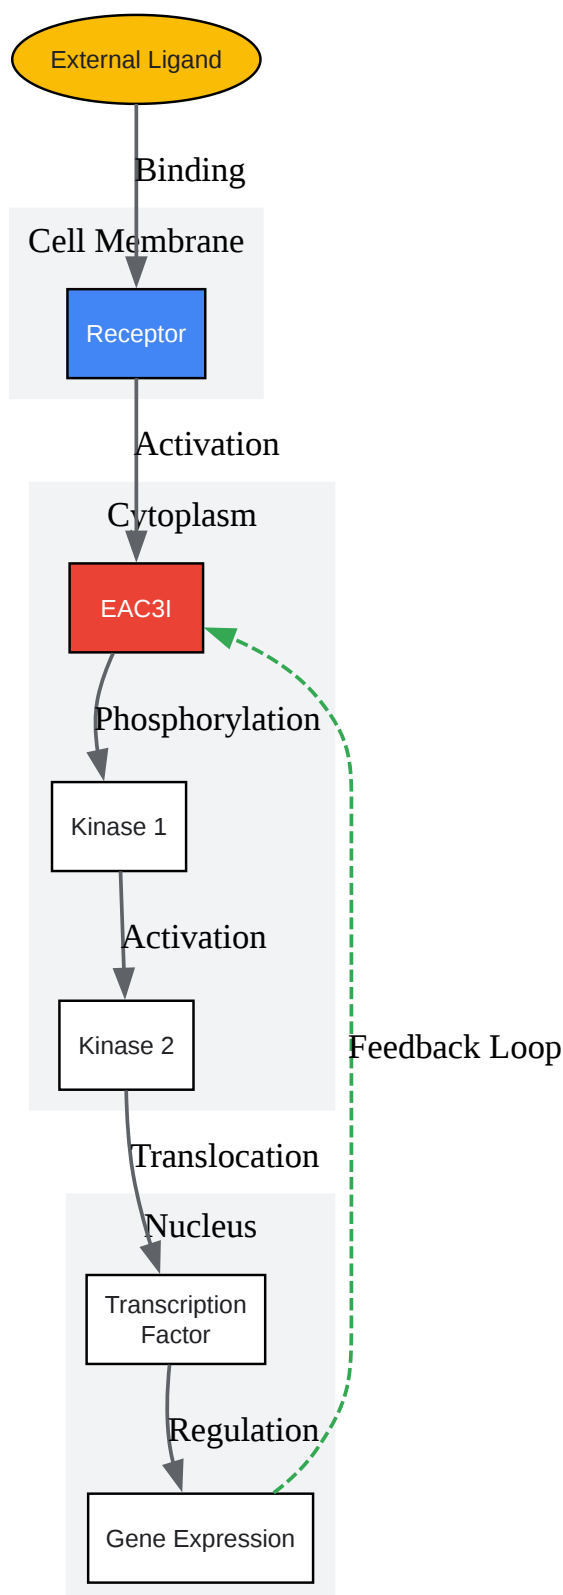 External Ligand
Binding
Cell Membrane
Receptor
Activation
Cytoplasm
EAC3I
Phosphorylation
Kinase 1
Activation
Kinase 2
Feedback Loop
Translocation
Nucleus
Transcription
Factor
Regulation
Gene Expression